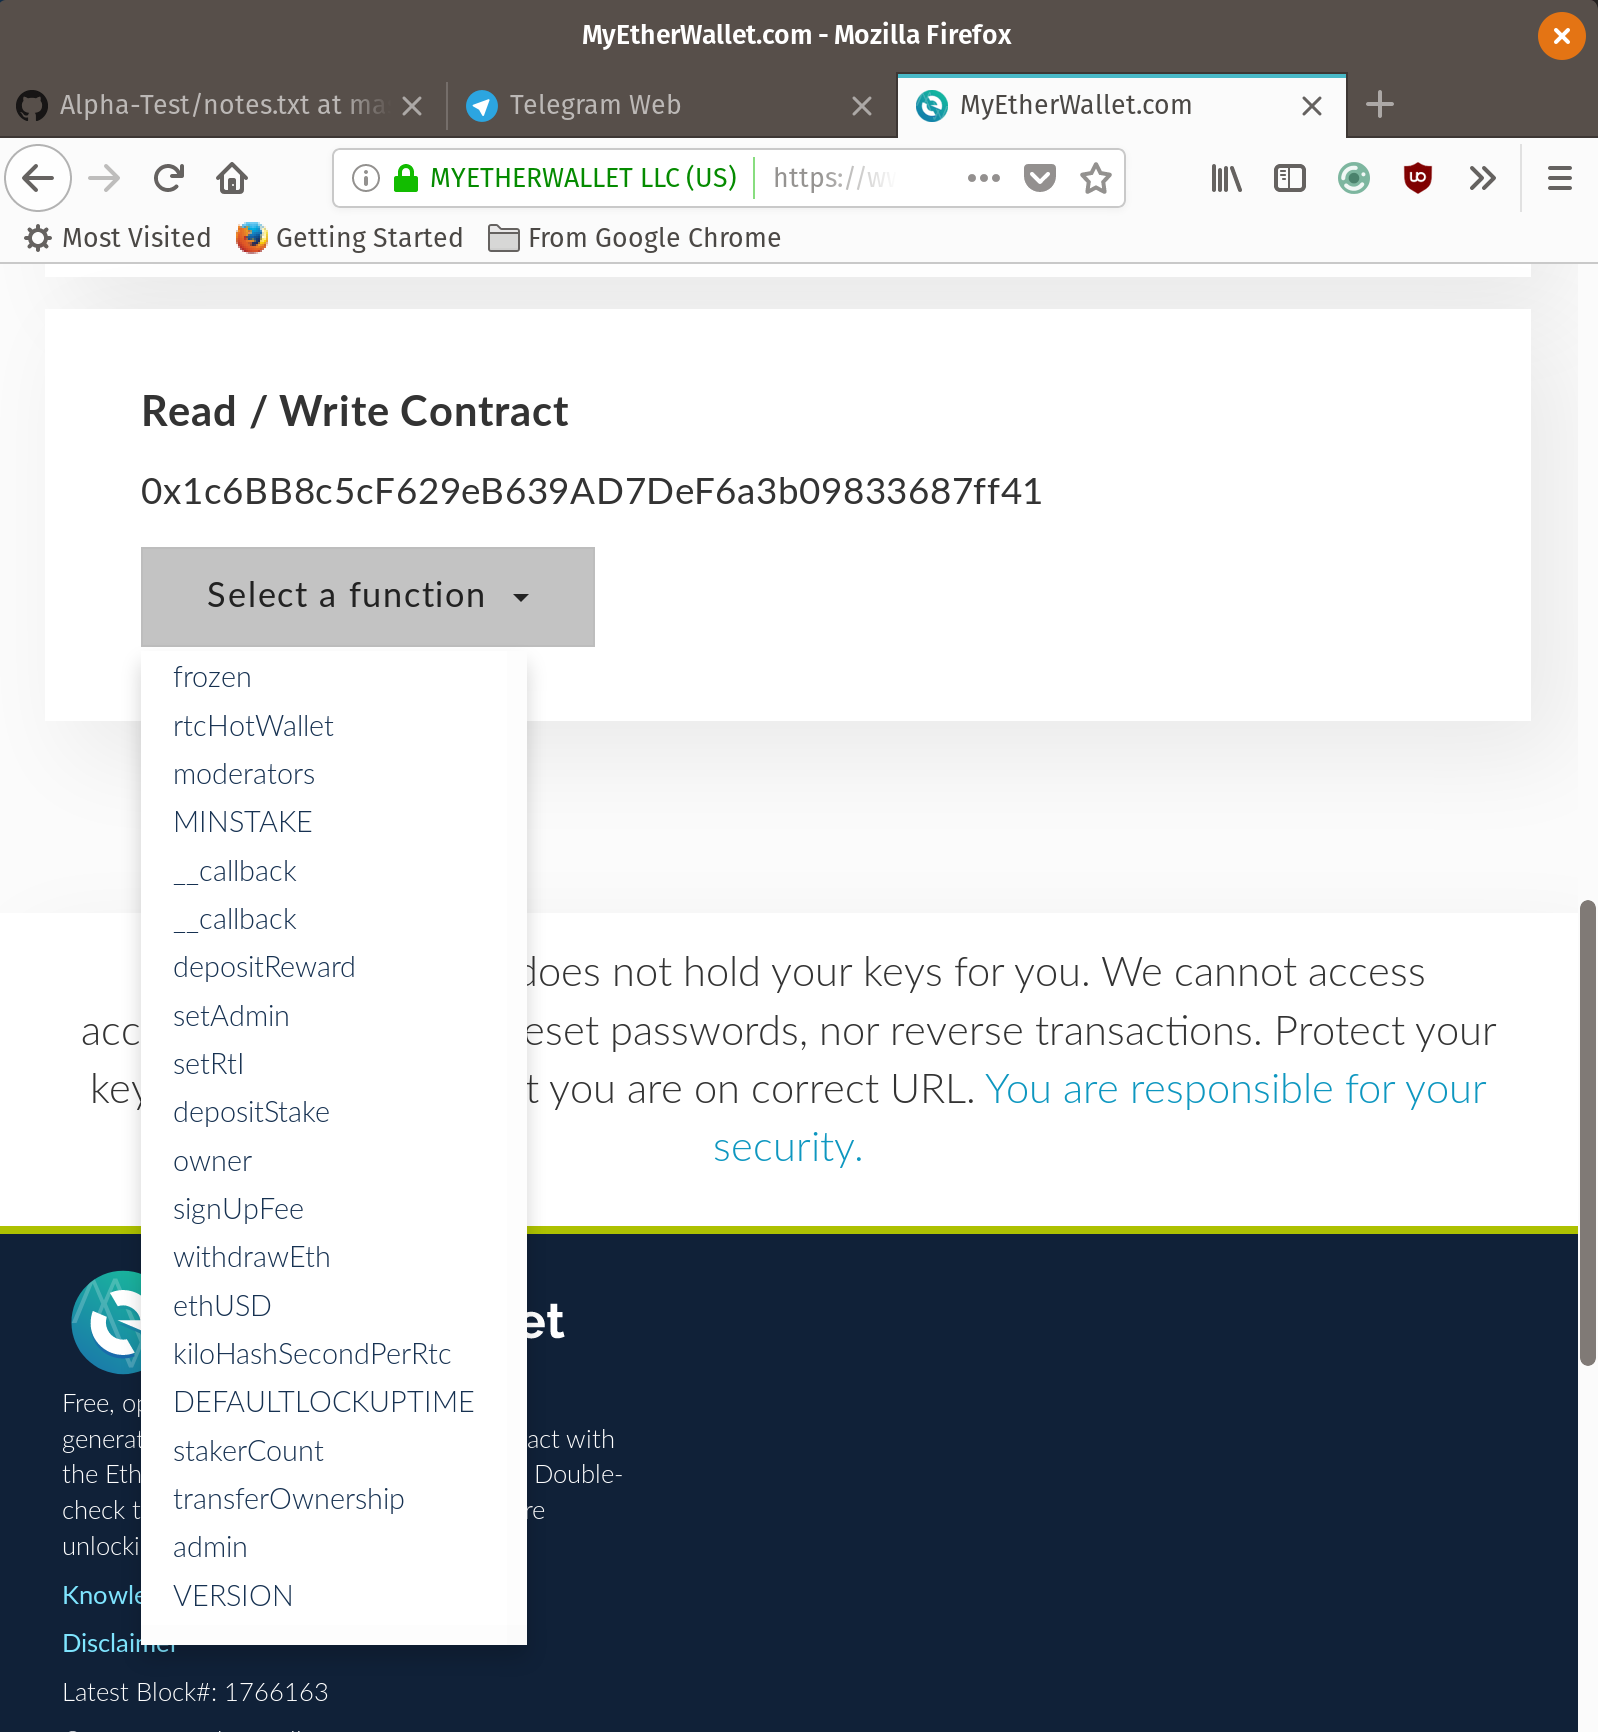 MyEtherWallet.com - Mozilla Firefox
Alpha-Test/notes.txt at ma
Telegram Web
MyEtherWallet.com
MYETHERWALLET LLC (US)
https://w
Most Visited
Getting Started
From Google Chrome
Read / Write Contract
0x1c6BB8c5cF629eB639AD7DeF6a3b09833687ff41
Select a function
frozen
rtcHotWallet
moderators
MINSTAKE
__callback
__callback
depositReward
setAdmin
setRtI
depositStake
owner
signUpFee
withdrawEth
ethUSD
kiloHashSecondPerRtc
DEFAULTLOCKUPTIME
stakerCount
transferOwnership
admin
VERSION
does not hold your keys for you. We cannot access
acc eset passwords, nor reverse transactions. Protect your
key t you are on correct URL. You are responsible for your
security.
et
Free, op
generat act with
the Eth Double-
check t re
unlocki
Knowle
Disclaimer
Latest Block#: 1766163